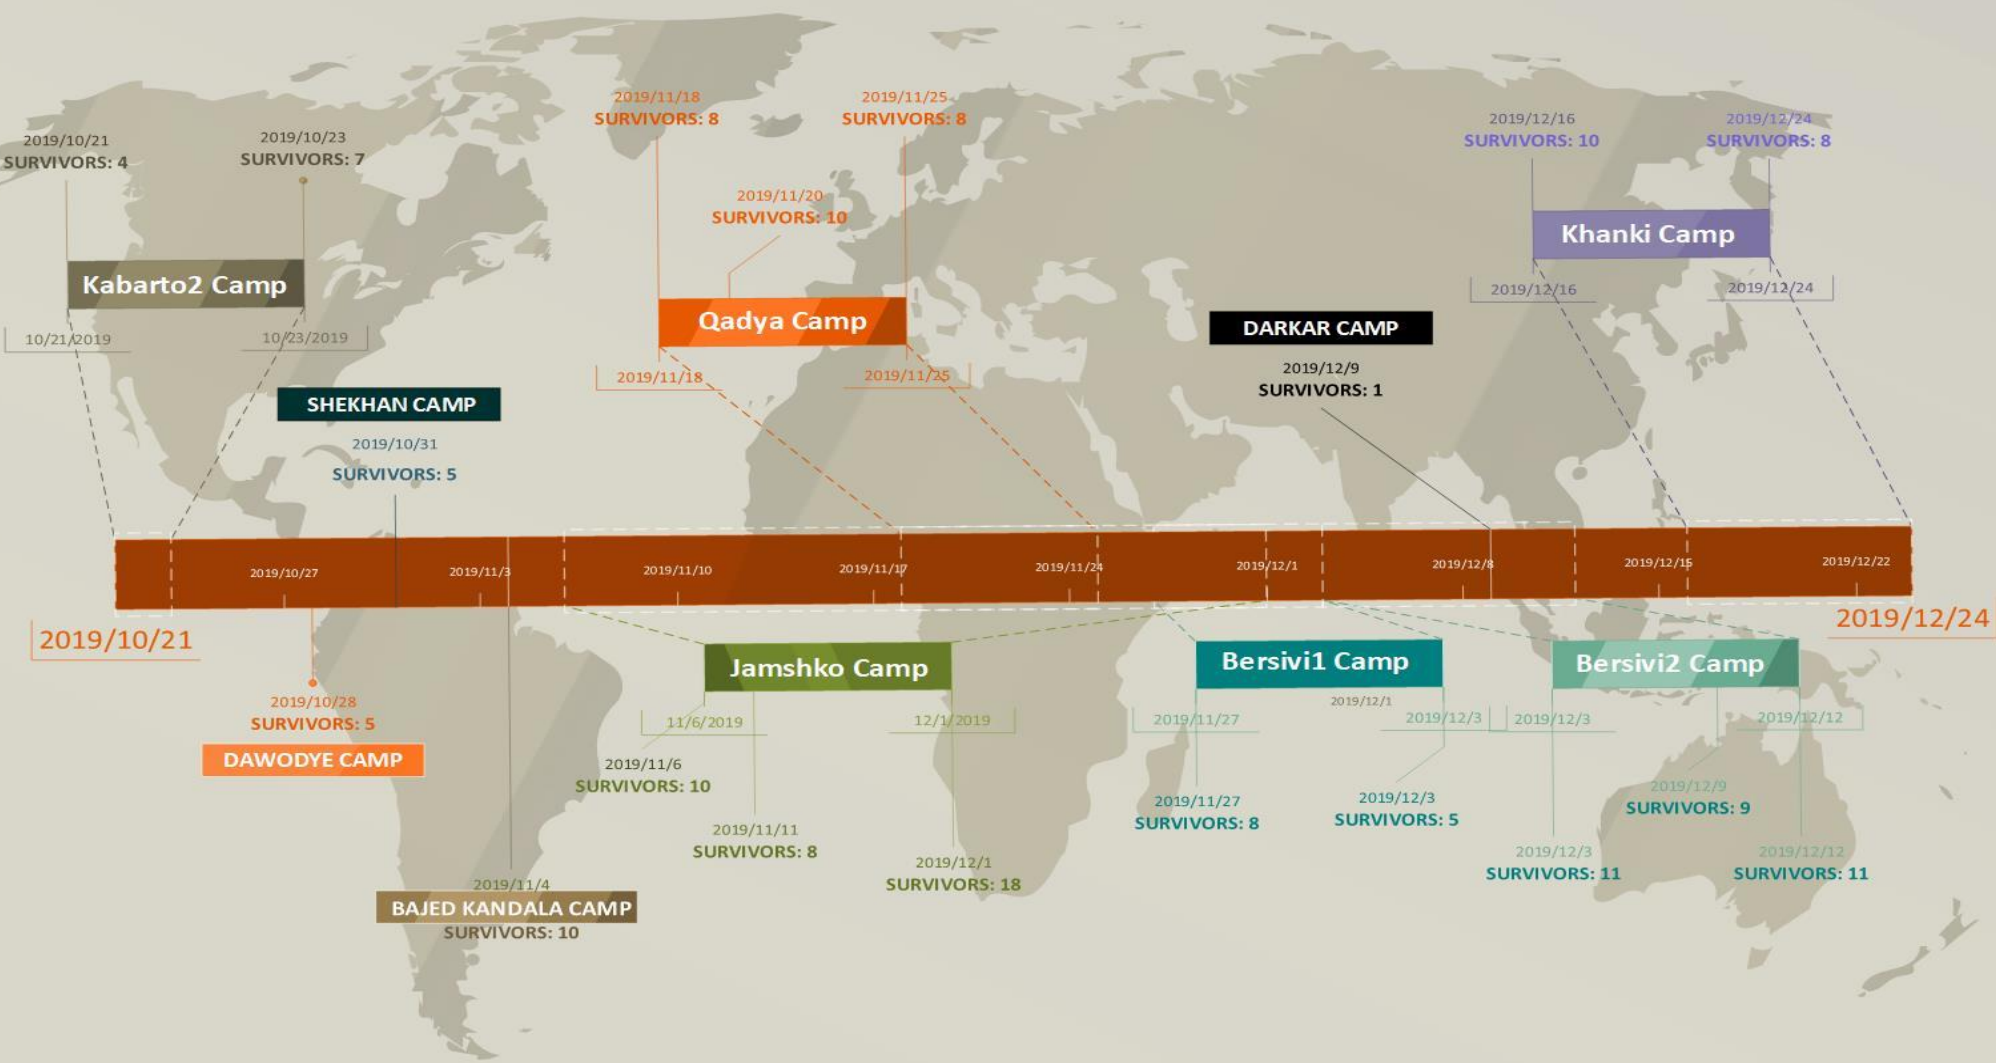 2019/10/21
SURVIVORS: 4
2019/10/23
SURVIVORS: 7
Kabarto2 Camp
10/21/2019
10/23/2019
SHEKHAN CAMP
2019/10/31
SURVIVORS: 5
2019/11/18
SURVIVORS: 8
2019/11/25
SURVIVORS: 8
2019/11/20
SURVIVORS: 10
Qadya Camp
2019/11/18
2019/11/25
DARKAR CAMP
2019/12/9
SURVIVORS: 1
2019/12/16
SURVIVORS: 10
2019/12/24
SURVIVORS: 8
Khanki Camp
2019/12/16
2019/12/24
2019/10/27
2019/11/3
2019/11/10
2019/11/17
2019/11/24
2019/12/1
2019/12/8
2019/12/15
2019/12/22
2019/10/21
2019/12/24
2019/10/28
SURVIVORS: 5
DAWODYE CAMP
2019/11/4
BAJED KANDALA CAMP
SURVIVORS: 10
Jamshko Camp
11/6/2019
12/1/2019
2019/11/6
SURVIVORS: 10
2019/11/11
SURVIVORS: 8
2019/12/1
SURVIVORS: 18
Bersivi1 Camp
2019/12/1
2019/11/27
2019/12/3
2019/11/27
SURVIVORS: 8
2019/12/3
SURVIVORS: 5
Bersivi2 Camp
2019/12/3
2019/12/12
2019/12/9
SURVIVORS: 9
2019/12/3
SURVIVORS: 11
2019/12/12
SURVIVORS: 11